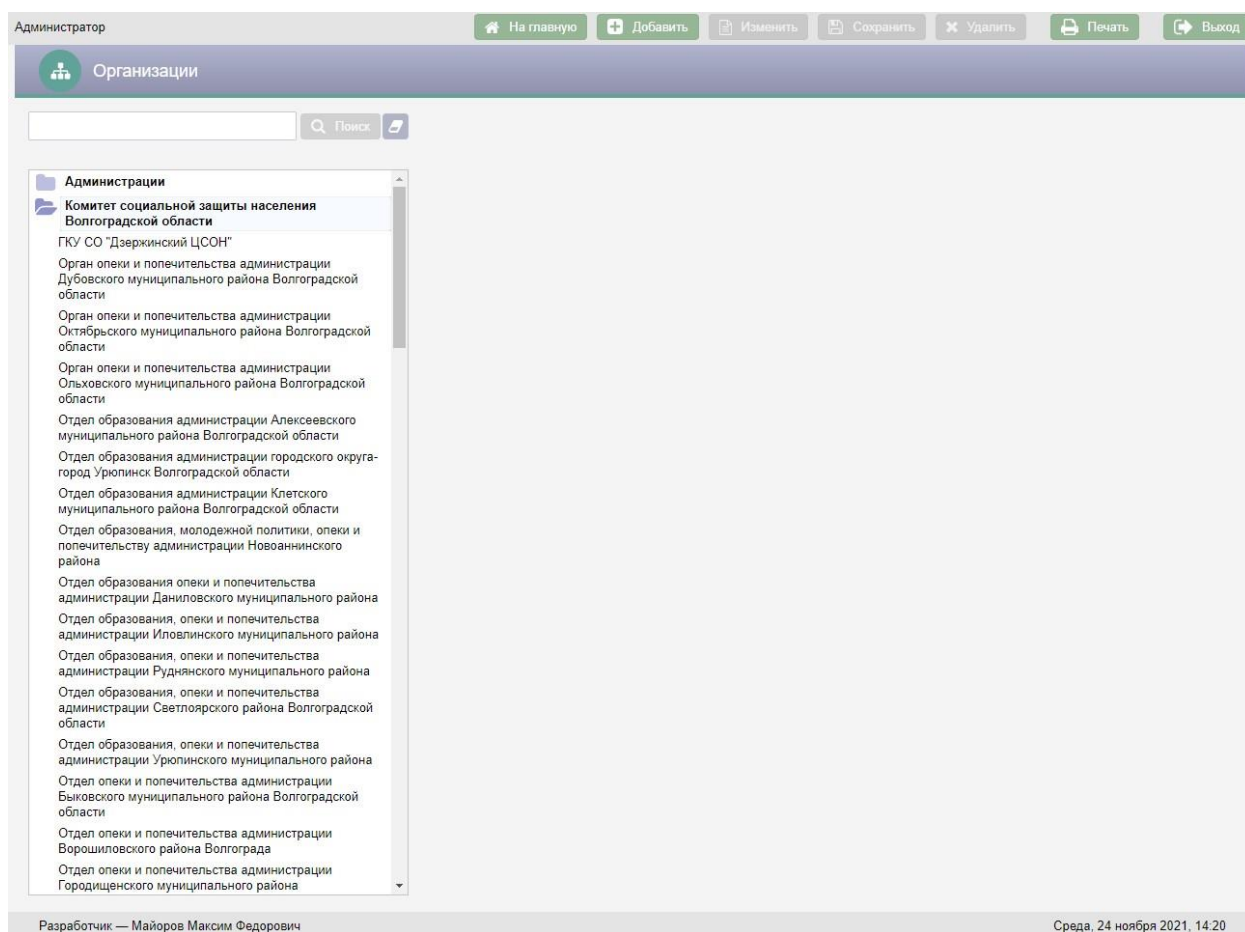 Администратор
На главную
Добавить
Изменить
Сохранить
Удалить
Печать
Выход
Организации
Поиск
Администрации
Комитет социальной защиты населения
Волгоградской области
ГКУ СО "Дзержинский ЦСОН"
Орган опеки и попечительства администрации
Дубовского муниципального района Волгоградской
области
Орган опеки и попечительства администрации
Октябрьского муниципального района Волгоградской
области
Орган опеки и попечительства администрации
Ольховского муниципального района Волгоградской
области
Отдел образования администрации Алексеевского
муниципального района Волгоградской области
Отдел образования администрации городского округа-
город Урюпинск Волгоградской области
Отдел образования администрации Клетского
муниципального района Волгоградской области
Отдел образования, молодежной политики, опеки и
попечительству администрации Новоаннинского
района
Отдел образования опеки и попечительства
администрации Даниловского муниципального района
Отдел образования, опеки и попечительства
администрации Иловлинского муниципального района
Отдел образования, опеки и попечительства
администрации Руднянского муниципального района
Отдел образования, опеки и попечительства
администрации Светлоярского района Волгоградской
области
Отдел образования, опеки и попечительства
администрации Урюпинского муниципального района
Отдел опеки и попечительства администрации
Быковского муниципального района Волгоградской
области
Отдел опеки и попечительства администрации
Ворошиловского района Волгограда
Отдел опеки и попечительства администрации
Городищенского муниципального района
Разработчик — Майоров Максим Федорович
Среда, 24 ноября 2021, 14:20